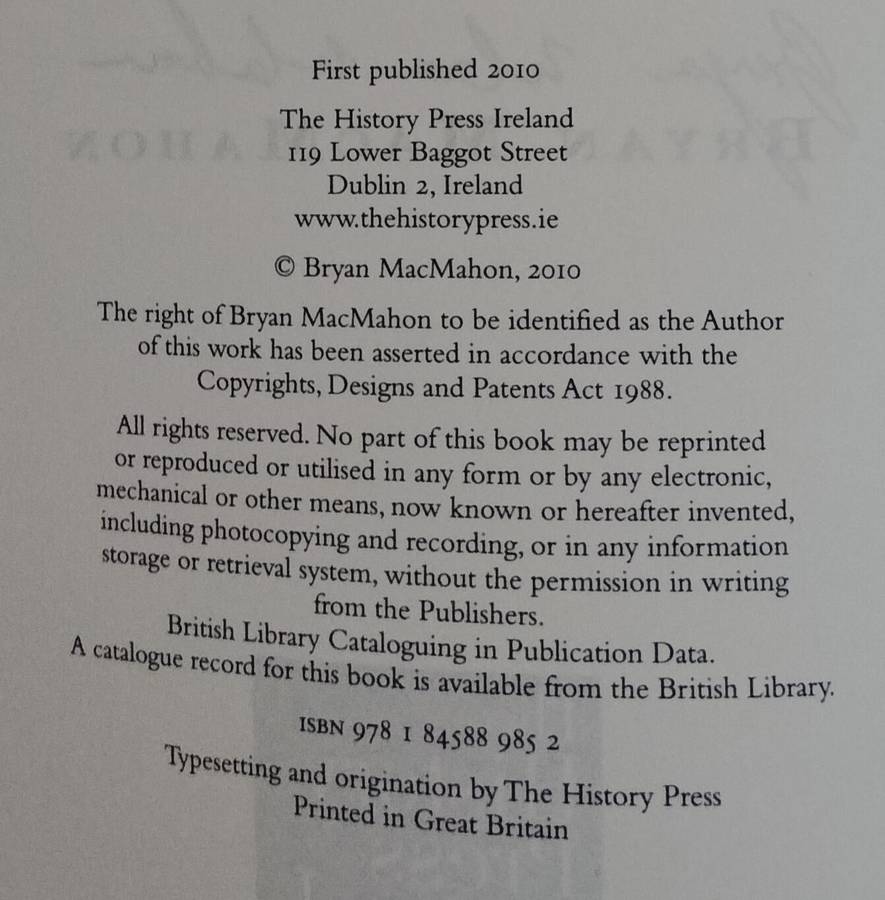 First published 2010
The History Press Ireland
119 Lower Baggot Street
Dublin 2, Ireland
www.thehistorypress.ie
© Bryan MacMahon, 2010
The right of Bryan MacMahon to be identified as the Author
of this work has been asserted in accordance with the
Copyrights, Designs and Patents Act 1988.
All rights reserved. No part of this book may be reprinted
or reproduced or utilised in any form or by any electronic,
mechanical or other means, now known or hereafter invented,
including photocopying and recording, or in any information
storage or retrieval system, without the permission in writing
from the Publishers.
British Library Cataloguing in Publication Data.
A catalogue record for this book is available from the British Library.
ISBN 978 1 84588 985 2
Typesetting and origination by The History Press
Printed in Great Britain